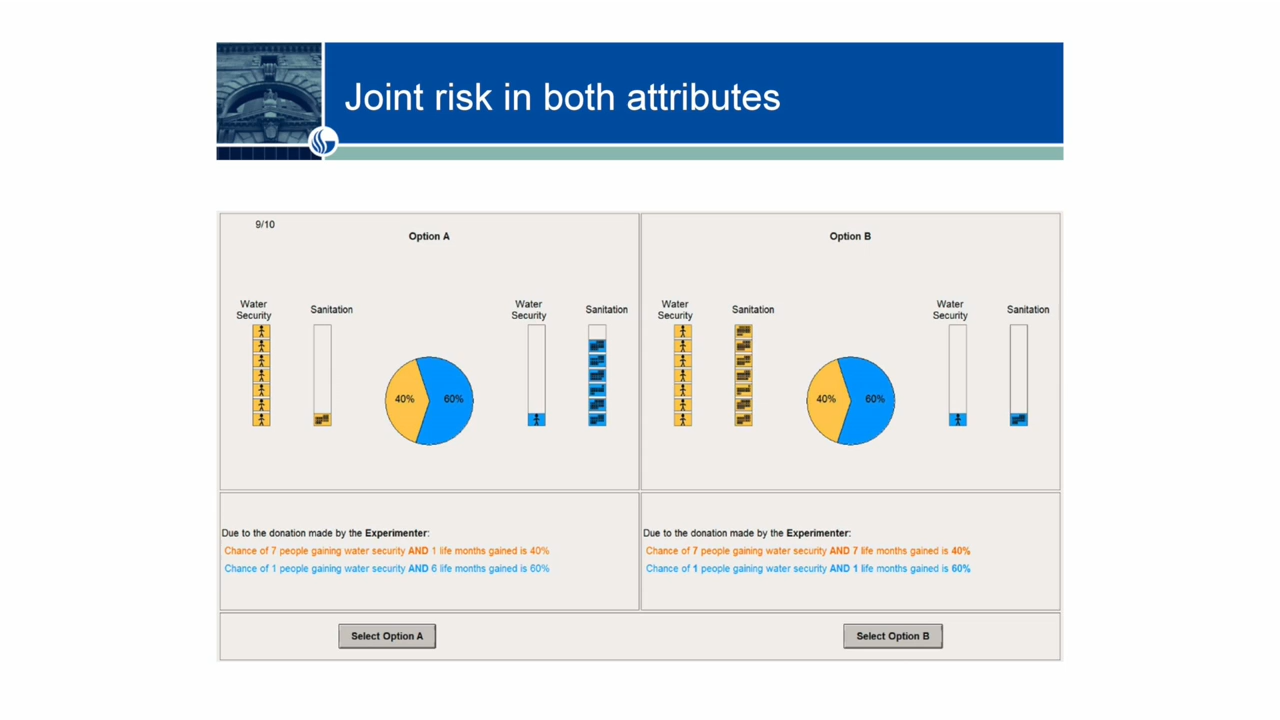 Joint risk in both attributes
9/10
Option A
Water
Security
Sanitation
40%
60%
Water
Security
Sanitation
Option B
Water
Security
Sanitation
40%
60%
Water
Security
Sanitation
Due to the donation made by the Experimenter:
Chance of 7 people gaining water security AND 1 life months gained is 40%
Chance of 1 people gaining water security AND 6 life months gained is 60%
Due to the donation made by the Experimenter:
Chance of 7 people gaining water security AND 7 life months gained is 40%
Chance of 1 people gaining water security AND 1 life months gained is 60%
Select Option A
Select Option B